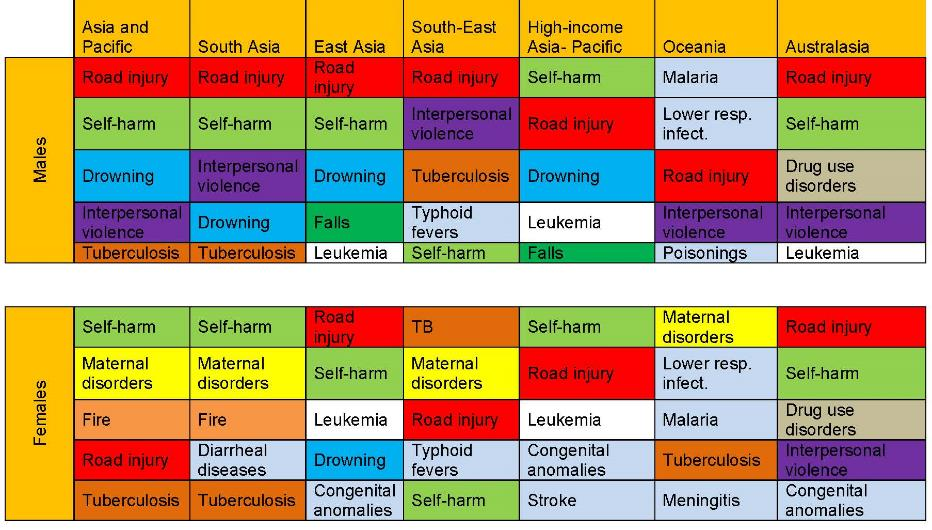 Asia and Pacific South Asia East Asia South-East Asia High-income Asia- Pacific Oceania Australasia
Males
Road injury Road injury Road injury Road injury Self-harm Malaria Road injury
Self-harm Self-harm Self-harm Interpersonal violence Road injury Lower resp. infect. Self-harm
Drowning Interpersonal violence Drowning Tuberculosis Drowning Road injury Drug use disorders
Interpersonal violence Drowning Falls Typhoid fevers Leukemia Interpersonal violence Interpersonal violence
Tuberculosis Tuberculosis Leukemia Self-harm Falls Poisonings Leukemia
Females
Self-harm Self-harm Road injury TB Self-harm Maternal disorders Road injury
Maternal disorders Maternal disorders Self-harm Maternal disorders Road injury Lower resp. infect. Self-harm
Fire Fire Leukemia Road injury Leukemia Malaria Drug use disorders
Road injury Diarrheal diseases Drowning Typhoid fevers Congenital anomalies Tuberculosis Interpersonal violence
Tuberculosis Tuberculosis Congenital anomalies Self-harm Stroke Meningitis Congenital anomalies